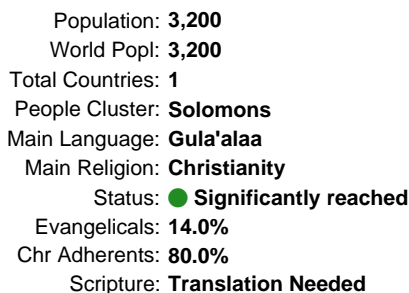 Population: 3,200
World Popl: 3,200
Total Countries: 1
People Cluster: Solomons
Main Language: Gula'alaa
Main Religion: Christianity
Status: Significantly reached
Evangelicals: 14.0%
Chr Adherents: 80.0%
Scripture: Translation Needed